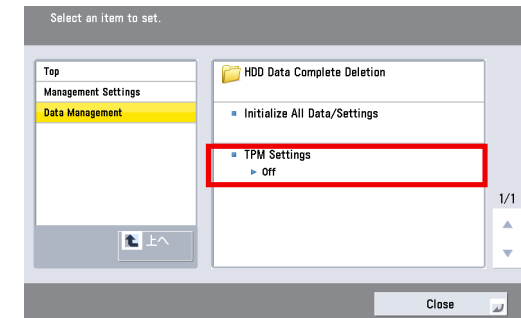 Select an item to set.
Top
Management Settings
Data Management
上へ
HDD Data Complete Deletion
Initialize All Data/Settings
TPM Settings
Off
1/1
Close